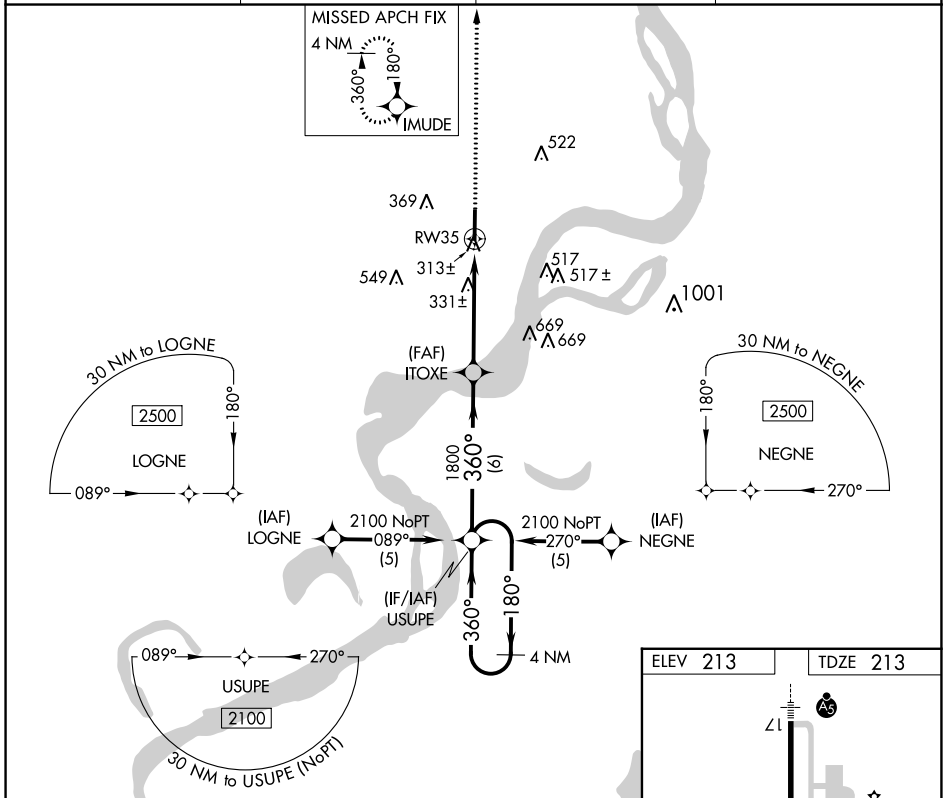 MISSED APCH FIX
4 NM
360°
180°
IMUDE
522
369
RW35
313±
517
517 ±
549
331±
1001
669
669
(FAF)
ITOXE
30 NM to LOGNE
2500
180°
LOGNE
089°
30 NM to NEGNE
180°
2500
NEGNE
270°
1800
360°
(6)
(IAF)
LOGNE
2100 NoPT
089°
(5)
2100 NoPT
270°
(5)
(IAF)
NEGNE
(IF/IAF)
USUPE
360°
180°
4 NM
089°
270°
USUPE
2100
30 NM to USUPE (NoPT)
ELEV 213
TDZE 213
17
A5